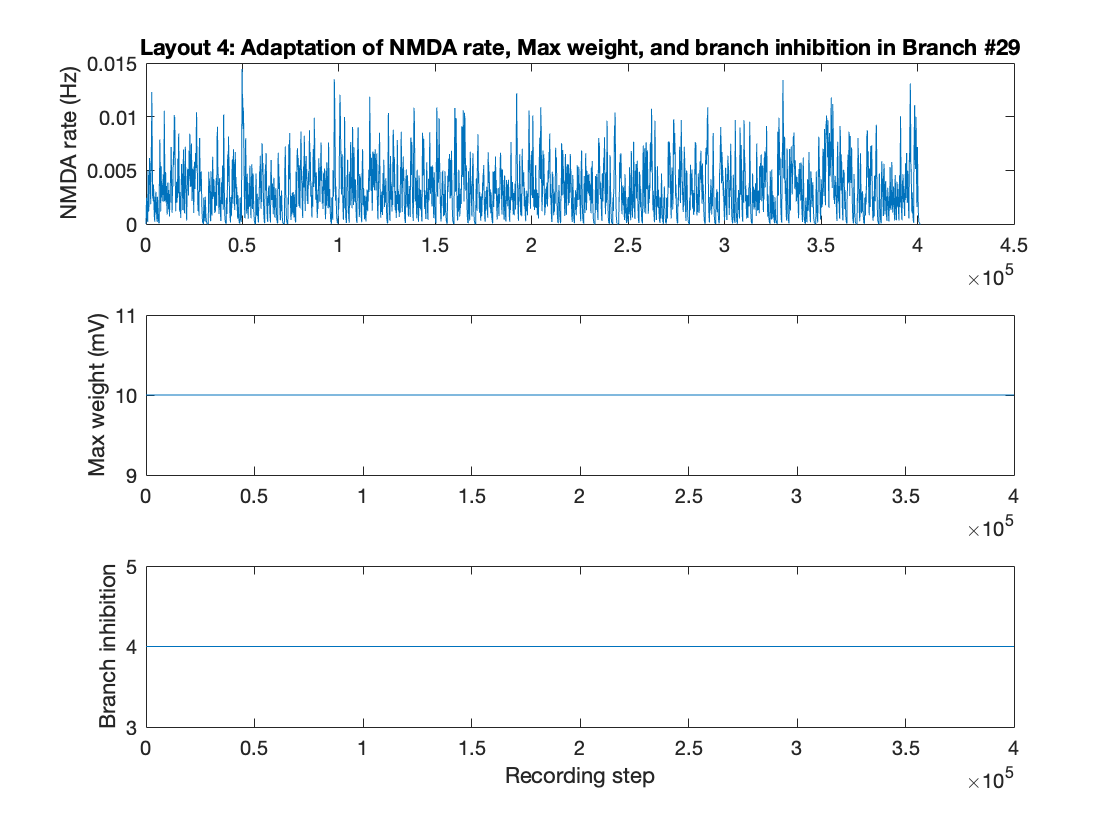 Layout 4: Adaptation of NMDA rate, Max weight, and branch inhibition in Branch #29
NMDA rate (Hz)
0.015
0.01
0.005
0
0 0.5 1 1.5 2 2.5 3 3.5 4 4.5
×10^5
Max weight (mV)
11
10
9
0 0.5 1 1.5 2 2.5 3 3.5 4
×10^5
Branch inhibition
5
4
3
0 0.5 1 1.5 2 2.5 3 3.5 4
Recording step
×10^5